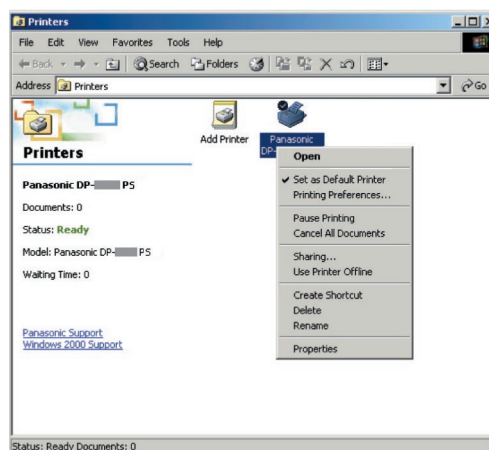 Printers
File Edit View Favorites Tools Help
Back Search Folders
Address Printers Go
Printers
Panasonic DP- PS
Documents: 0
Status: Ready
Model: Panasonic DP- PS
Waiting Time: 0
Panasonic Support
Windows 2000 Support
Add Printer
Panasonic
DP-
Open
Set as Default Printer
Printing Preferences...
Pause Printing
Cancel All Documents
Sharing...
Use Printer Offline
Create Shortcut
Delete
Rename
Properties
Status: Ready Documents: 0